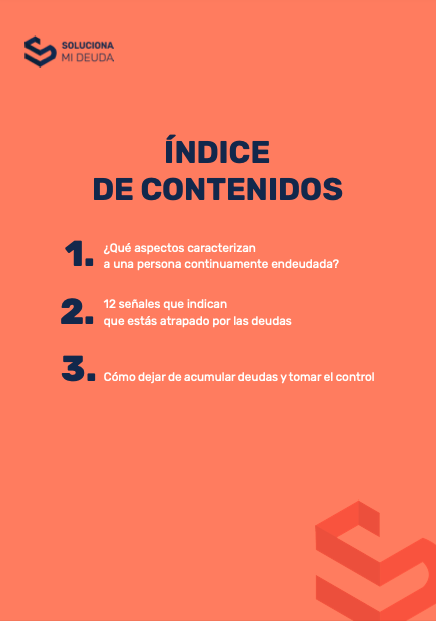 SOLUCIONA
MI DEUDA
ÍNDICE
DE CONTENIDOS
1. ¿Qué aspectos caracterizan
a una persona continuamente endeudada?
2. 12 señales que indican
que estás atrapado por las deudas
3. Cómo dejar de acumular deudas y tomar el control